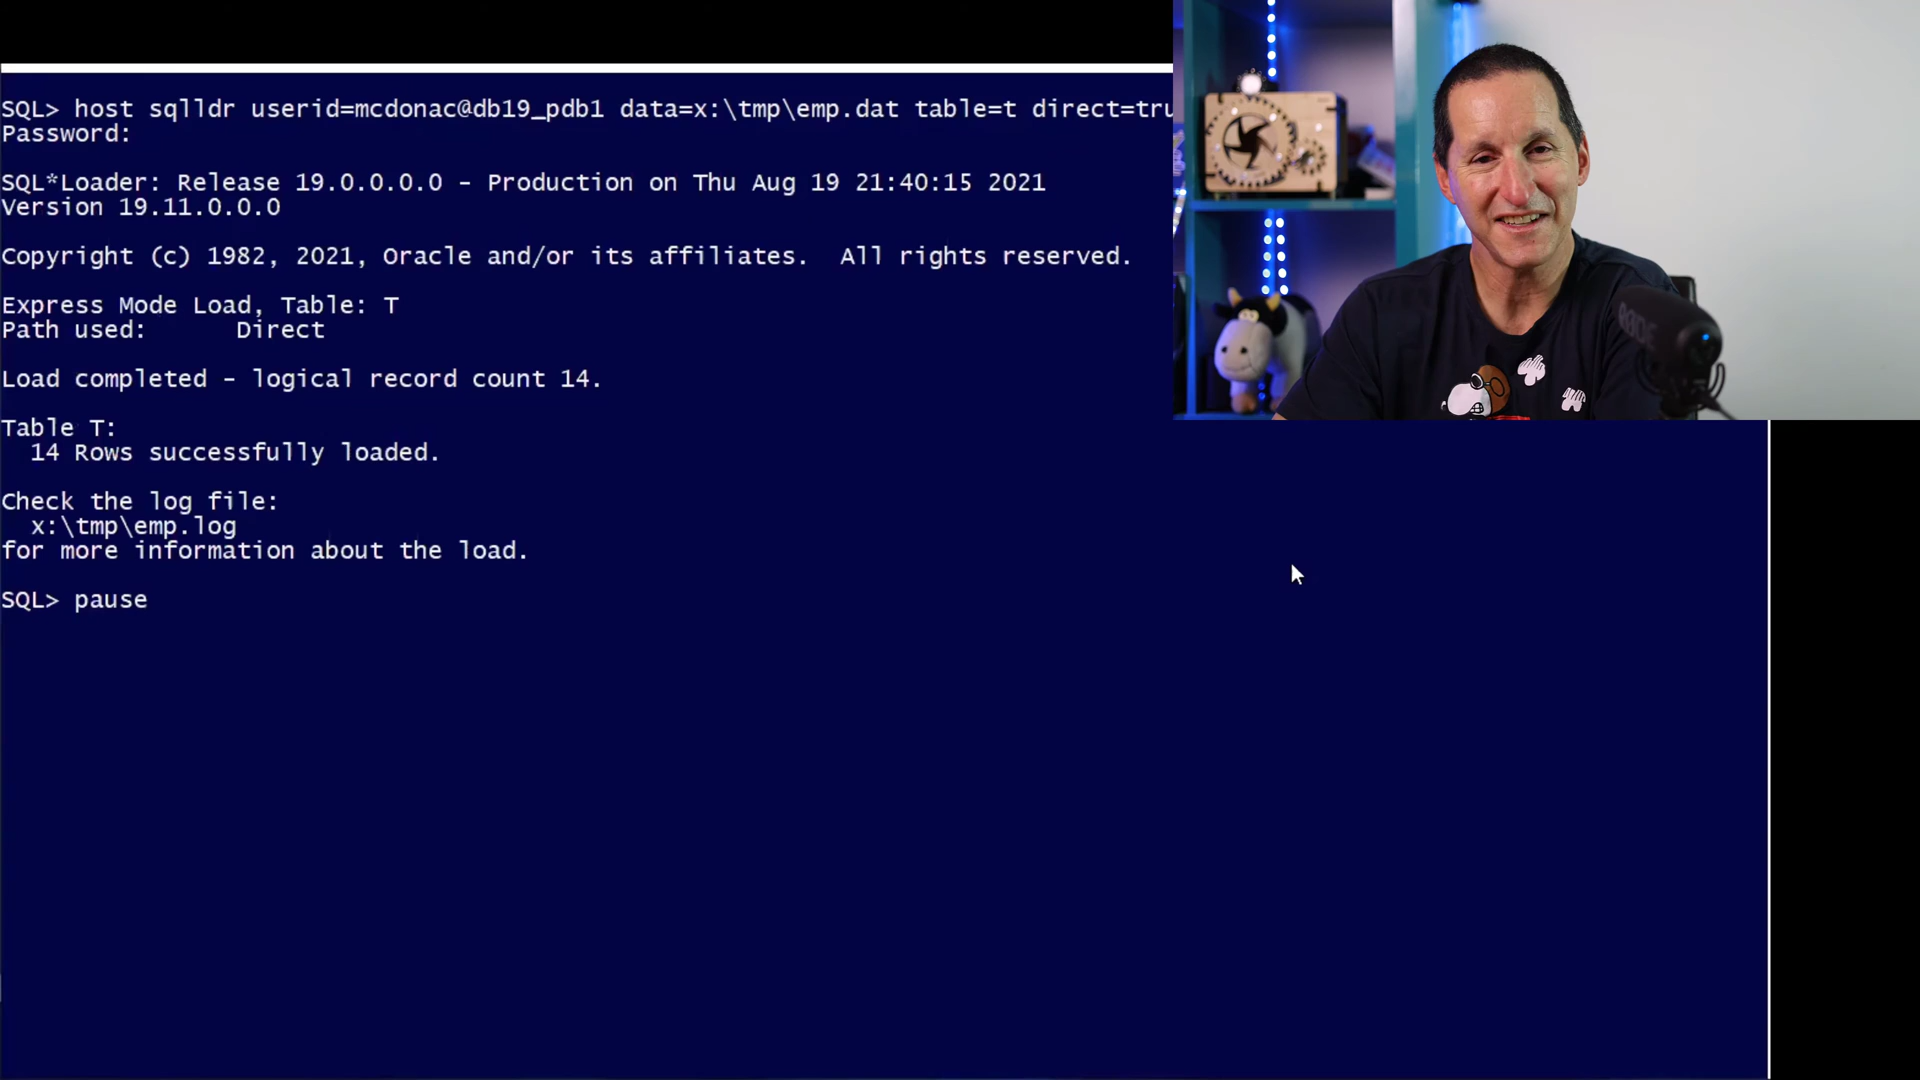 SQL> host sqlldr userid=mcdonac@db19_pdb1 data=x:\tmp\emp.dat table=t direct=tru
Password:
SQL*Loader: Release 19.0.0.0.0 - Production on Thu Aug 19 21:40:15 2021
Version 19.11.0.0.0
Copyright (c) 1982, 2021, Oracle and/or its affiliates.  All rights reserved.
Express Mode Load, Table: T
Path used:      Direct
Load completed - logical record count 14.
Table T:
  14 Rows successfully loaded.
Check the log file:
  x:\tmp\emp.log
for more information about the load.
SQL> pause